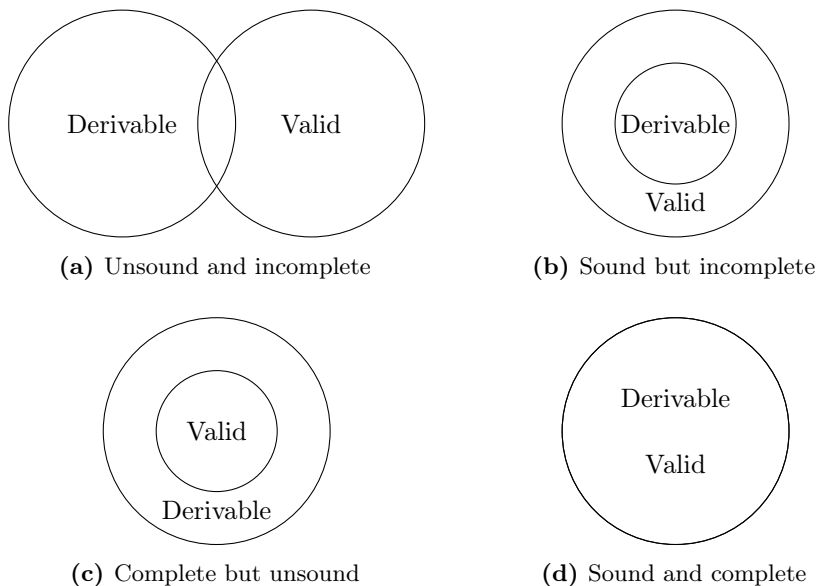 Derivable
Valid
Derivable
Valid
(a) Unsound and incomplete
(b) Sound but incomplete
Valid
Derivable
Derivable
Valid
(c) Complete but unsound
(d) Sound and complete